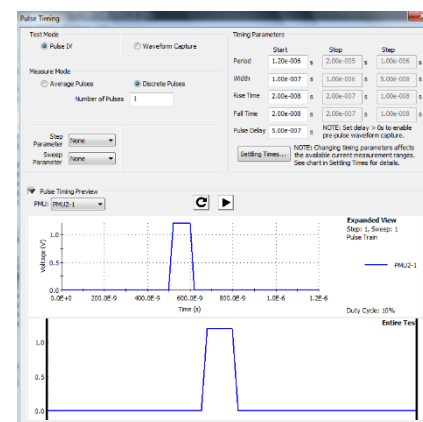 Pulse Timing
Test Mode
Pulse IV
Waveform Capture
Measure Mode
Average Pulses
Discrete Pulses
Number of Pulses 1
Step Parameter None
Sweep Parameter None
Timing Parameters
Start Stop Step
Period 1.20e-006 s 2.00e-005 s 1.00e-006 s
Width 1.00e-007 s 1.00e-006 s 5.00e-008 s
Rise Time 2.00e-008 s 2.00e-007 s 1.00e-008 s
Fall Time 2.00e-008 s 2.00e-007 s 1.00e-008 s
Pulse Delay 5.00e-007 s NOTE: Set delay > 0s to enable
pre-pulse waveform capture.
Settling Times...
NOTE: Changing timing parameters affects
the available current measurement ranges.
See chart in Settling Times for details.
Pulse Timing Preview
PMU: PMU2-1
Expanded View
Step: 1, Sweep: 1
Pulse Train
PMU2-1
Duty Cycle: 10%
Voltage (V)
1.0
0.5
0.0
0.0E+0 200.0E-9 400.0E-9 600.0E-9 800.0E-9 1.0E-6 1.2E-6
Time (s)
Entire Tes
1.0
0.5
0.0